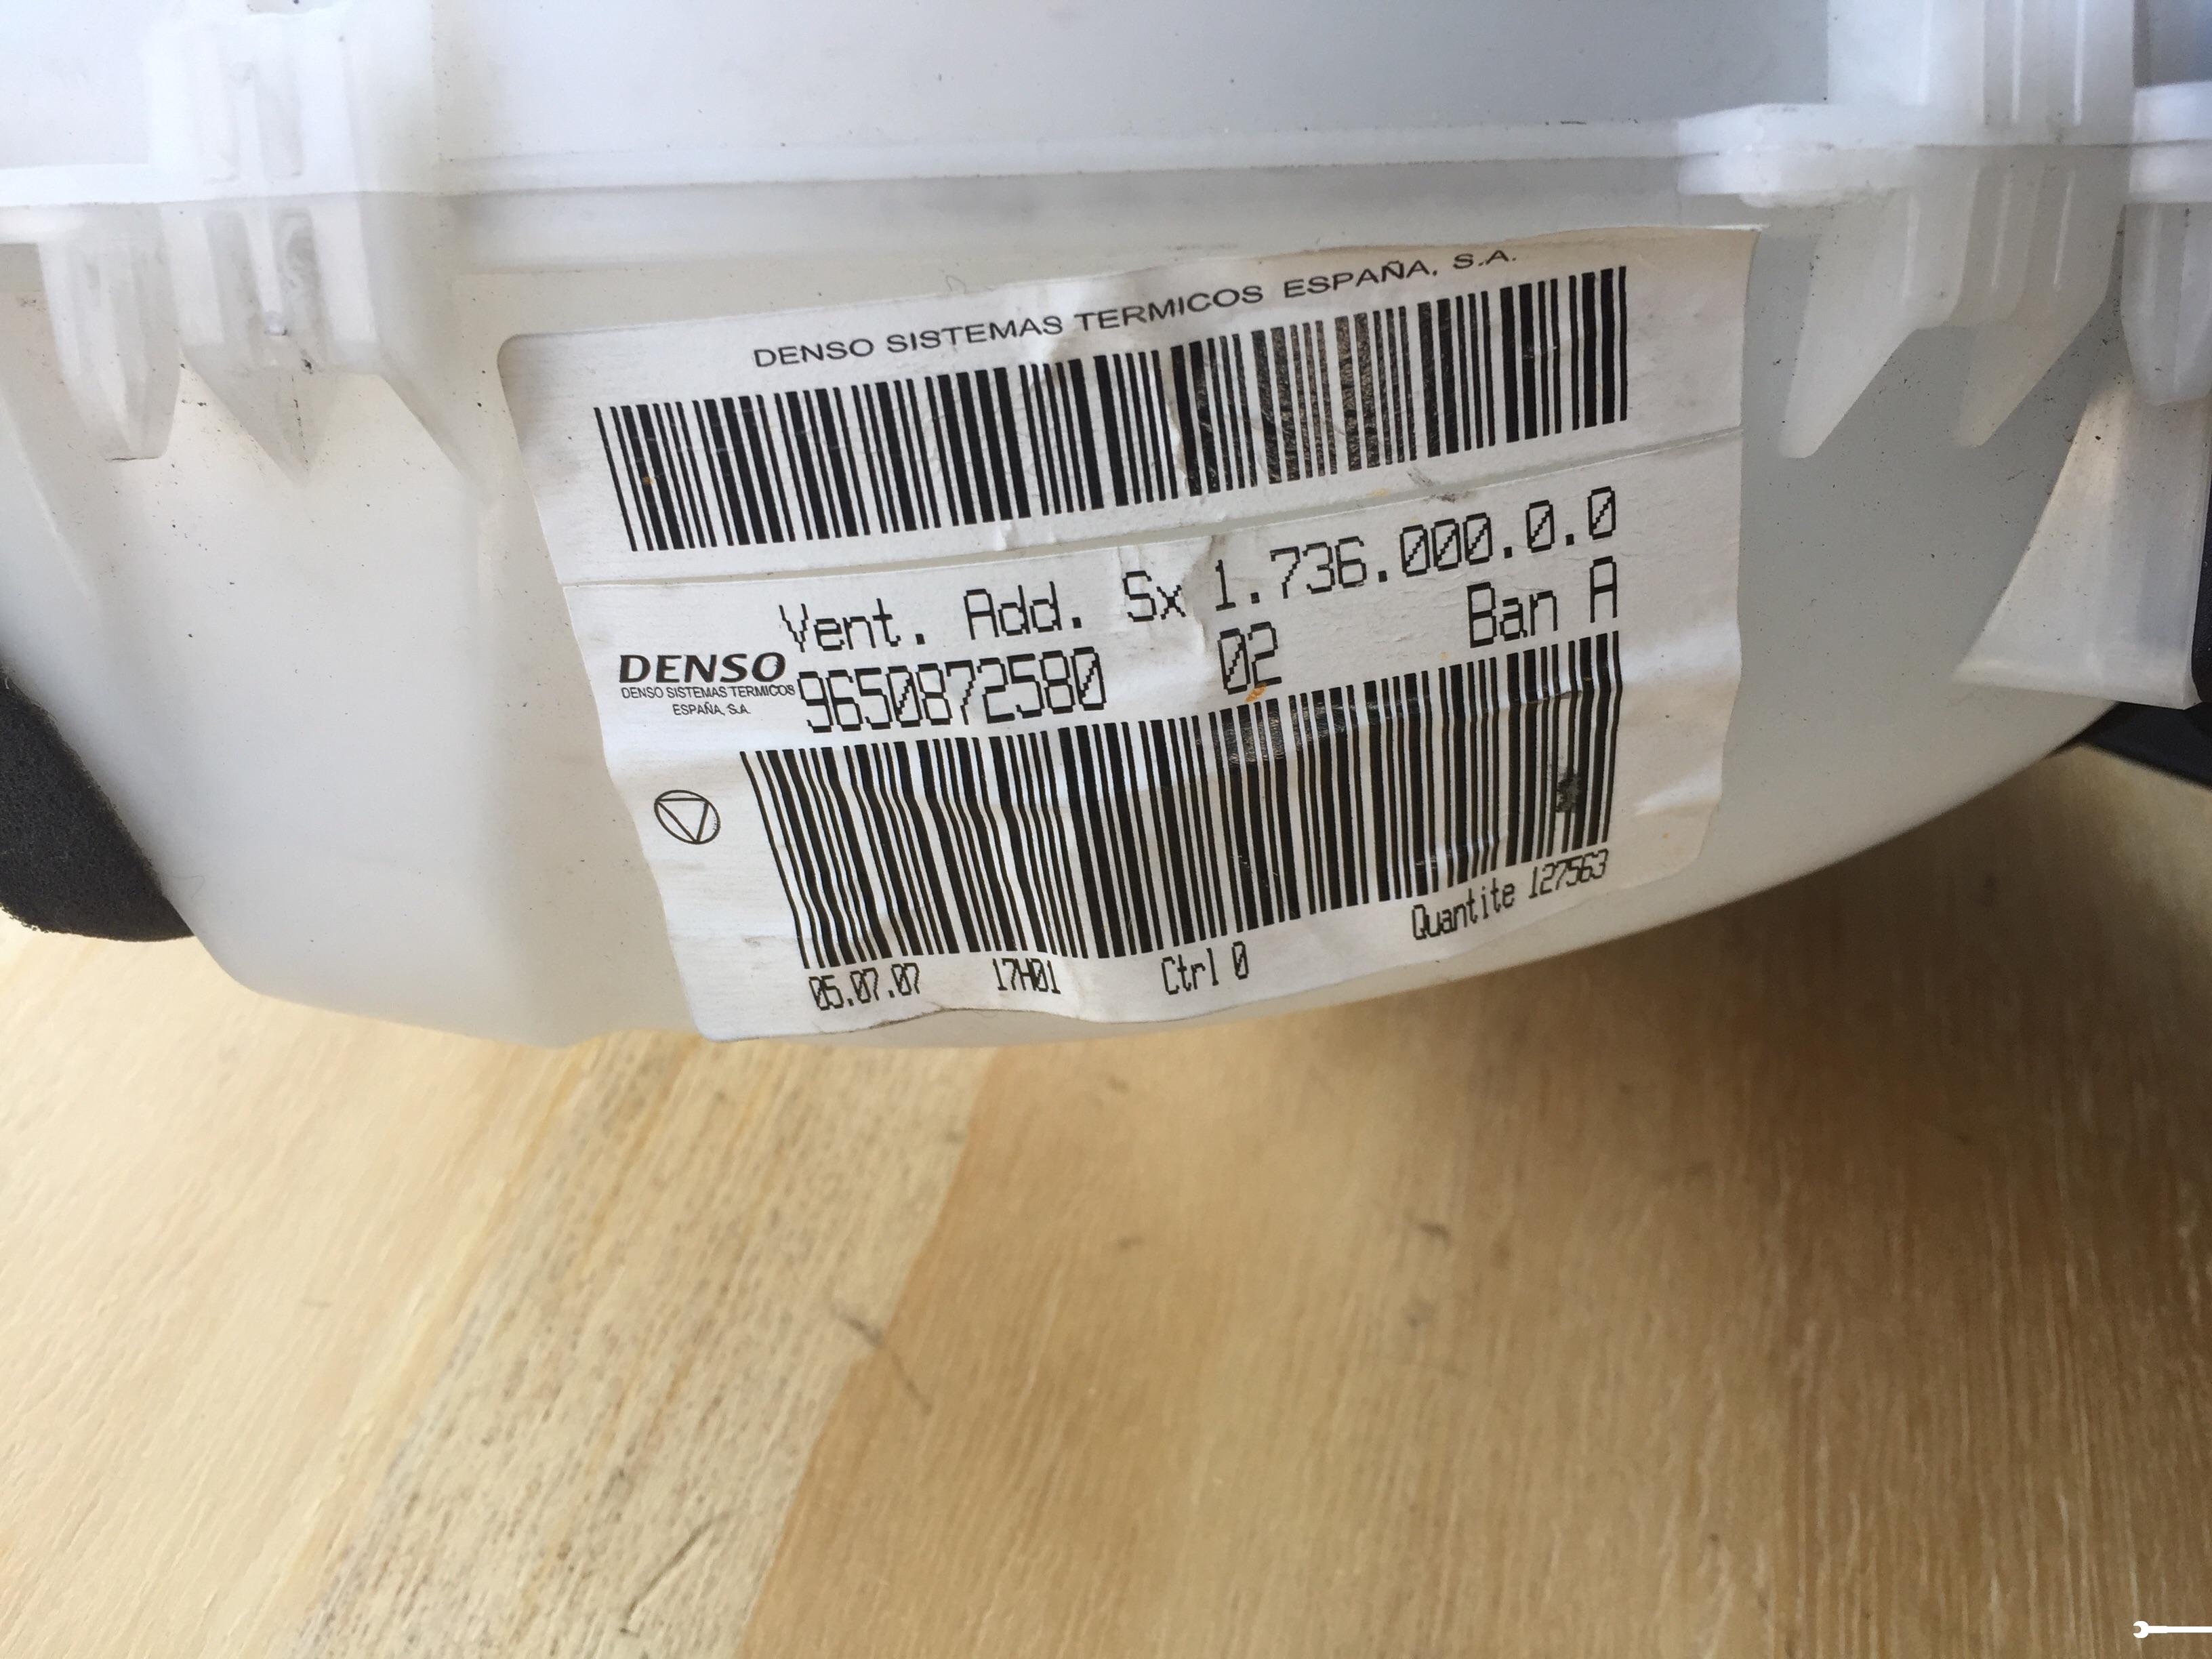 DENSO SISTEMAS TERMICOS ESPAÑA, S.A.
Vent. Add. Sx 1.736.000.0.0
DENSO
DENSO SISTEMAS TERMICOS
ESPAÑA, S.A.
9650872580 02 Ban A
05.07.07 17H01 Ctrl 0 Quantite 127563